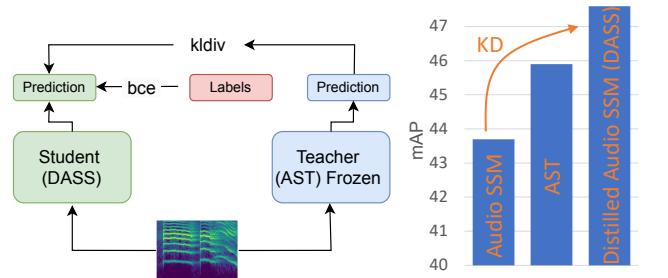 kldiv
Prediction
bce
Labels
Prediction
Student
(DASS)
Teacher
(AST) Frozen
mAP
47
46
45
44
43
42
41
40
KD
Audio SSM
AST
Distilled Audio SSM (DASS)